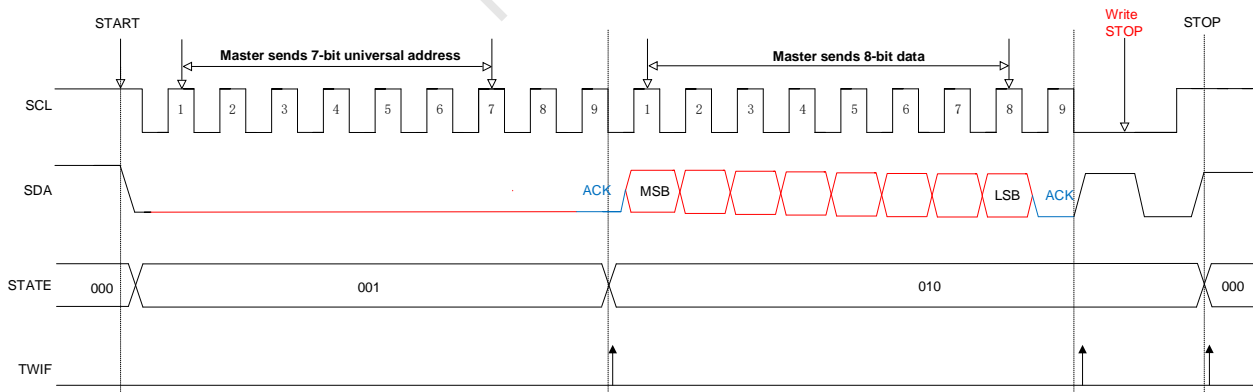 START
Write
STOP
STOP
Master sends 7-bit universal address
Master sends 8-bit data
SCL
1 2 3 4 5 6 7 8 9 1 2 3 4 5 6 7 8 9
SDA
ACK
MSB
LSB
ACK
STATE
000
001
010
000
TWIF